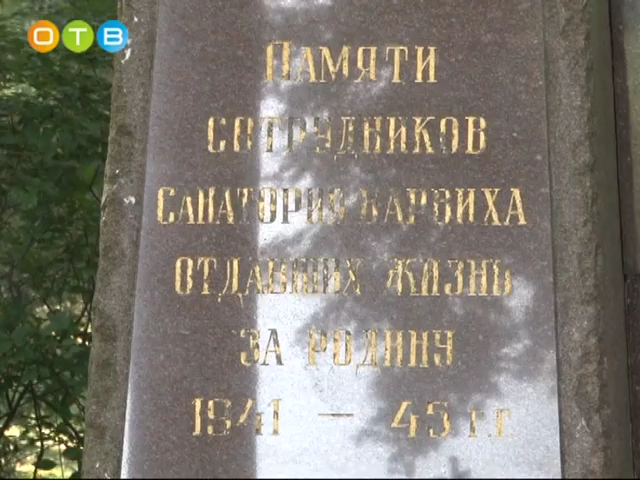 ОТВ
ПАМЯТИ
СОТРУДНИКОВ
САНАТОРИЯ БАРВИХА
ОТДАВШИХ ЖИЗНЬ
ЗА РОДИНУ
1941 — 45 г.г.